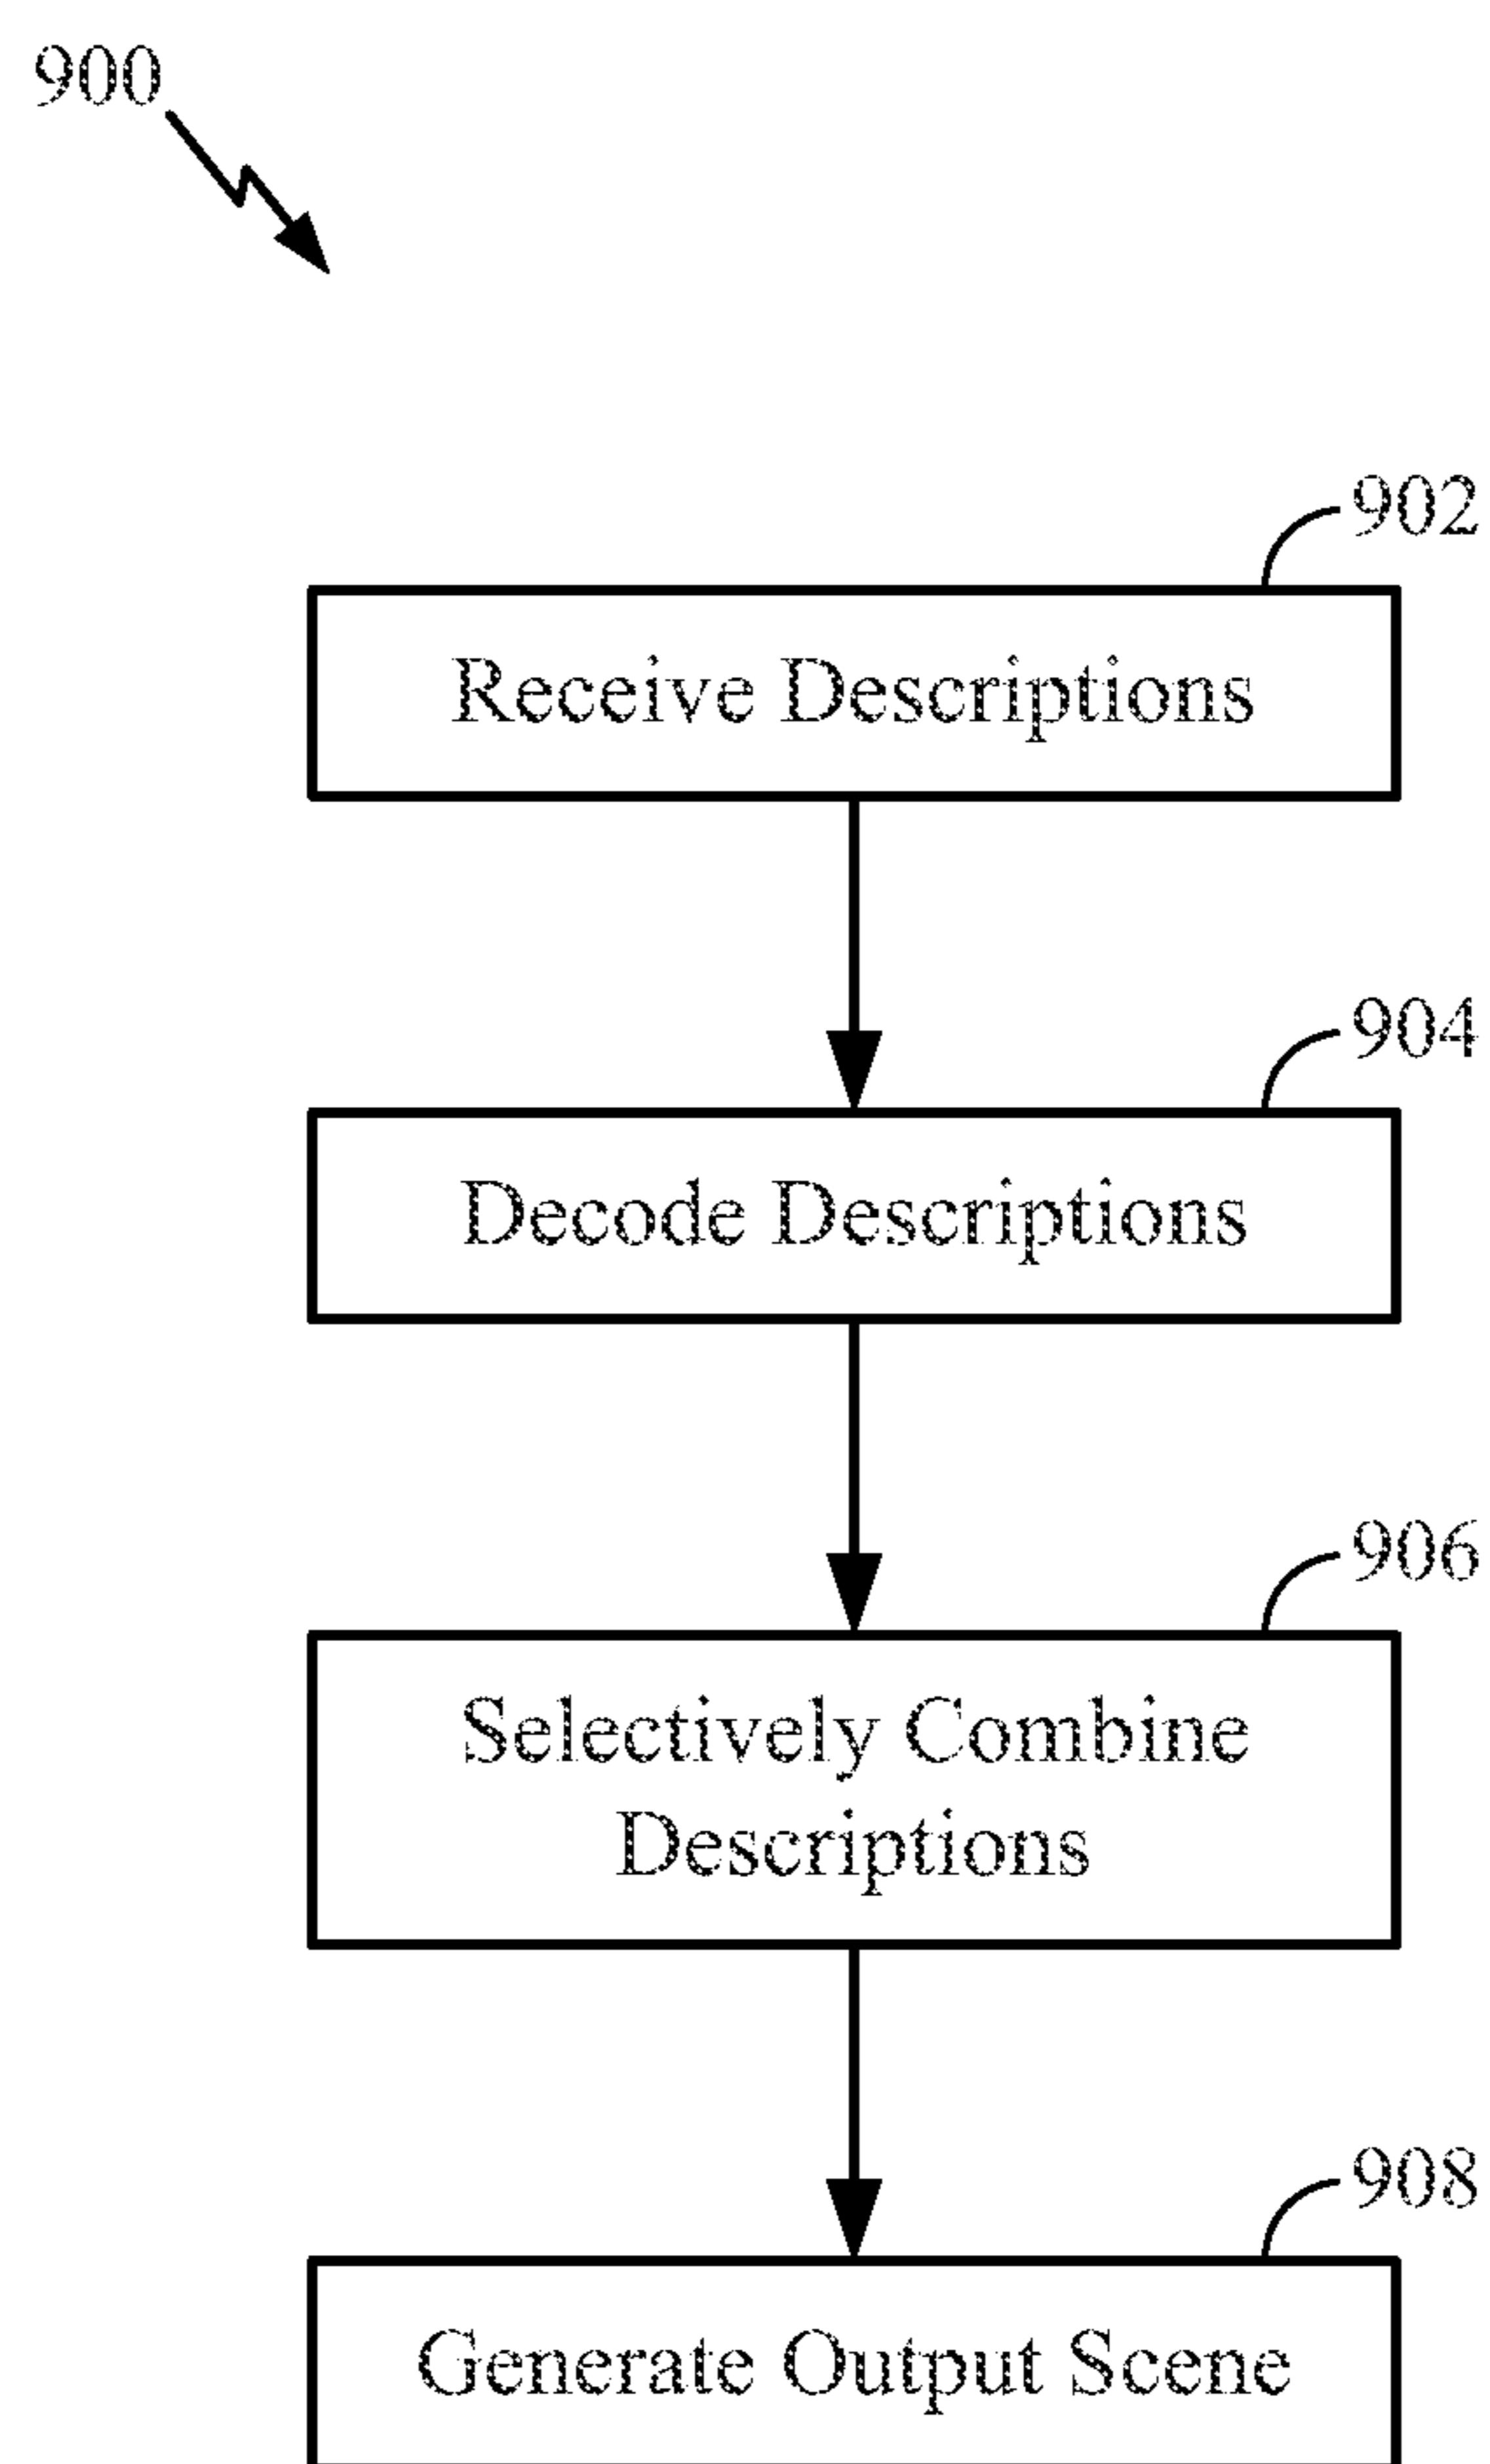 900
902
Receive Descriptions
904
Decode Descriptions
906
Selectively Combine
Descriptions
908
Generate Output Scene